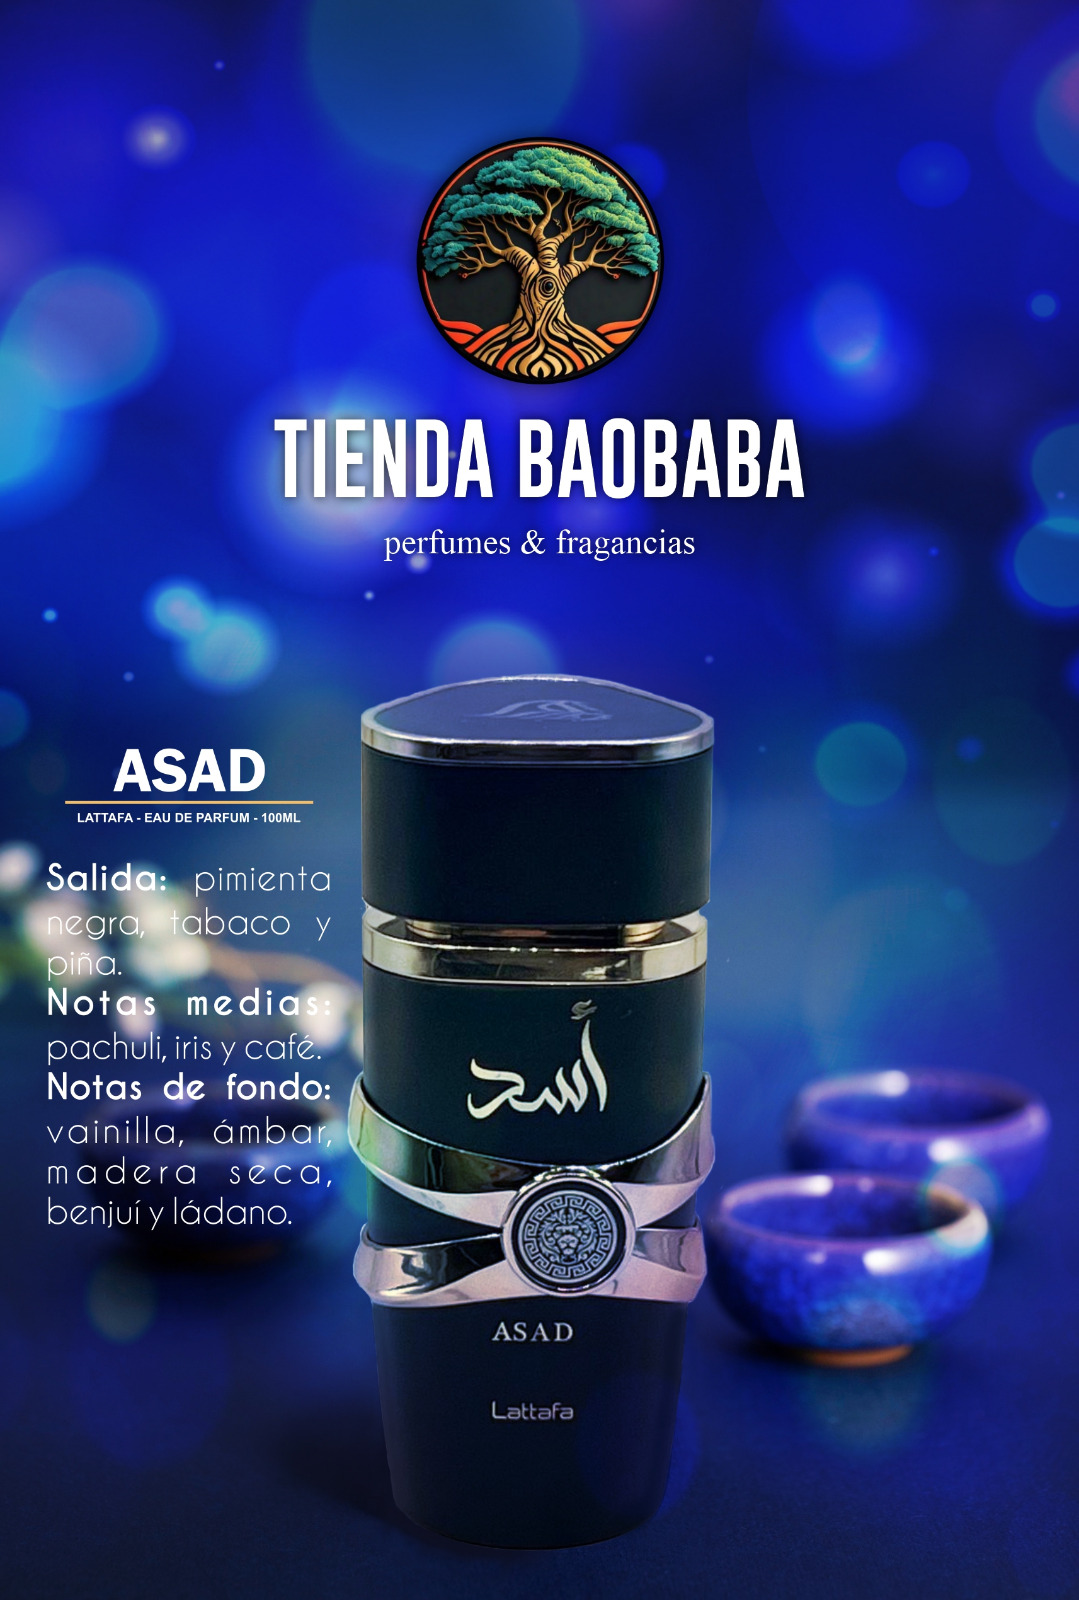 TIENDA BAOBABA
perfumes & fragancias
ASAD
LATTAFA - EAU DE PARFUM - 100ML
Salida: pimienta
negra, tabaco y
piña.
Notas medias:
pachuli, iris y café.
Notas de fondo:
vainilla, ámbar,
madera seca,
benjuí y ládano.
أسد
ASAD
Lattafa